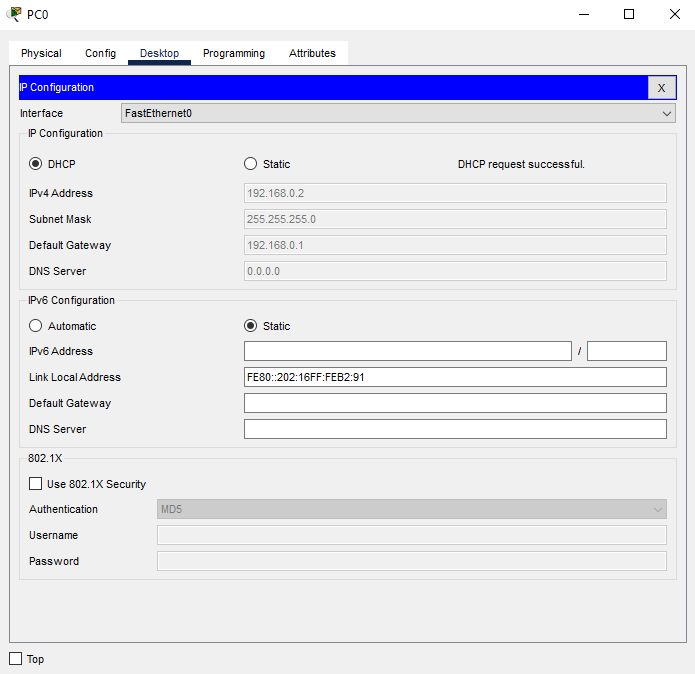 PC0
Physical Config Desktop Programming Attributes
IP Configuration X
Interface FastEthernet0
IP Configuration
DHCP Static DHCP request successful.
IPv4 Address 192.168.0.2
Subnet Mask 255.255.255.0
Default Gateway 192.168.0.1
DNS Server 0.0.0.0
IPv6 Configuration
Automatic Static
IPv6 Address /
Link Local Address FE80::202:16FF:FEB2:91
Default Gateway
DNS Server
802.1X
Use 802.1X Security
Authentication MD5
Username
Password
Top